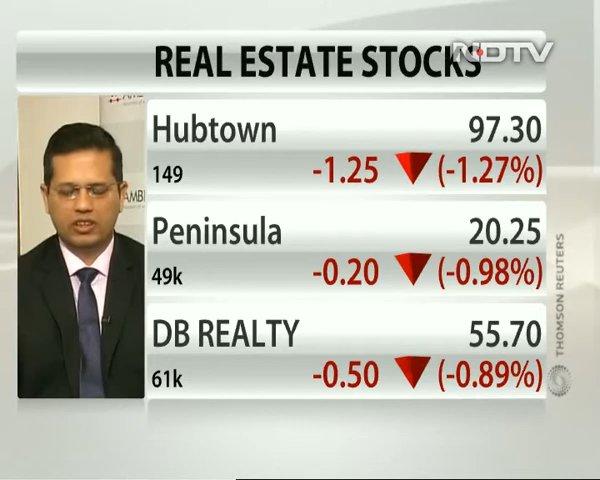 NDTV
REAL ESTATE STOCKS
Hubtown 97.30
149 -1.25 (-1.27%)
Peninsula 20.25
49k -0.20 (-0.98%)
DB REALTY 55.70
61k -0.50 (-0.89%)
THOMSON REUTERS